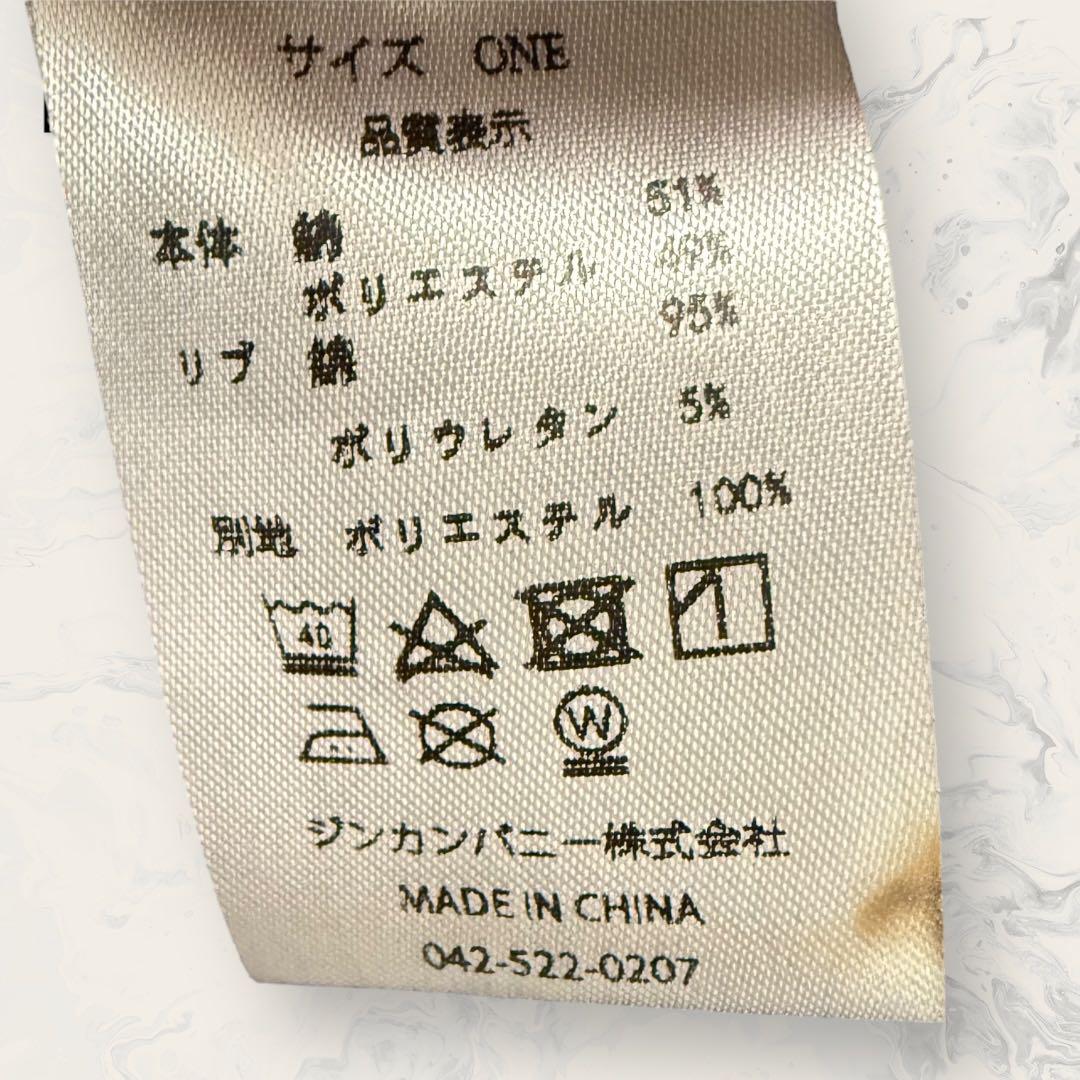 サイズ ONE
品質表示
本体 綿 51%
ポリエステル 49%
リブ 綿 95%
ポリウレタン 5%
別地 ポリエステル 100%
40
W
ジンカンパニー株式会社
MADE IN CHINA
042-522-0207